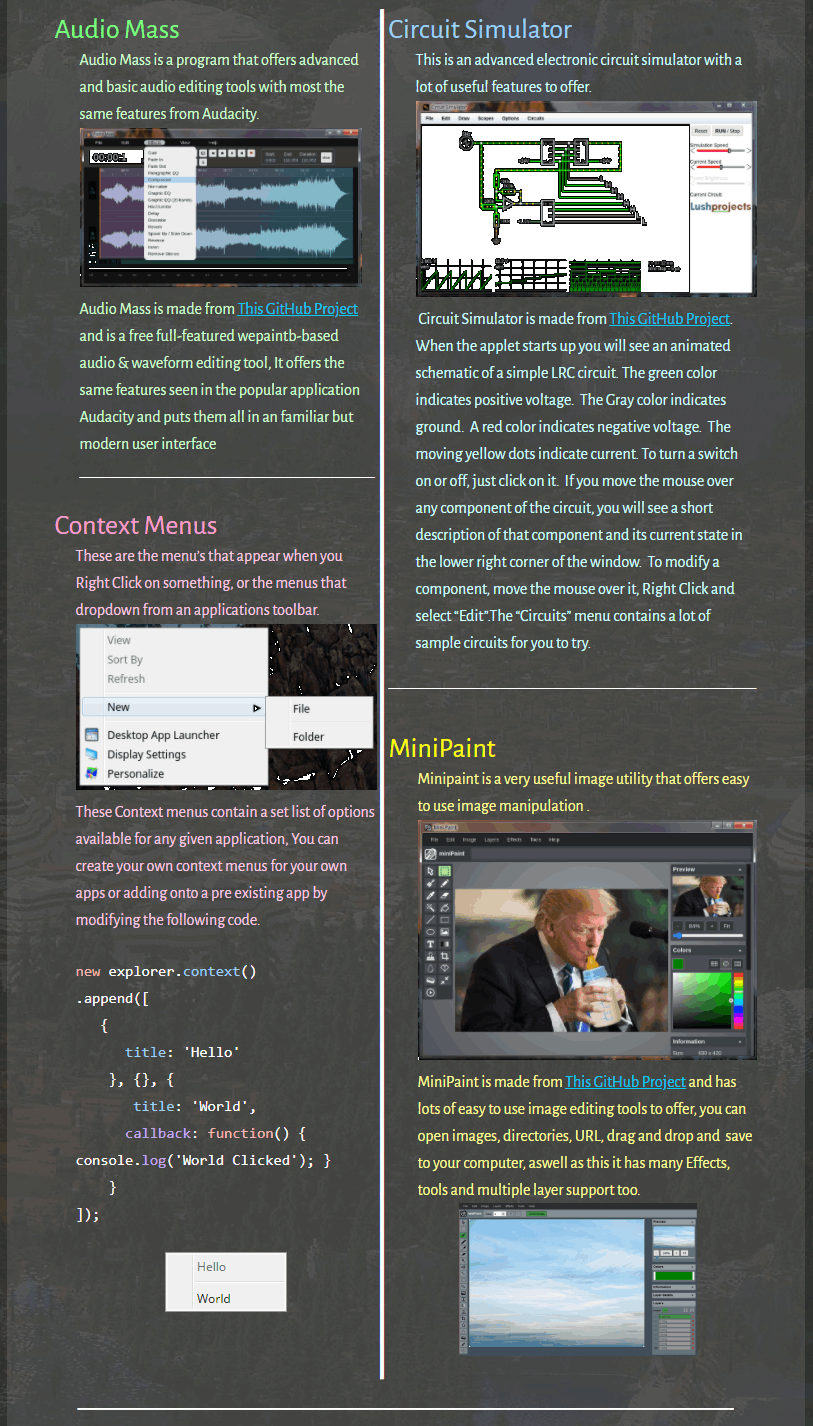 Audio Mass
Audio Mass is a program that offers advanced
and basic audio editing tools with most the
same features from Audacity.
Audio Mass is made from This GitHub Project
and is a free full-featured wepaintb-based
audio & waveform editing tool, It offers the
same features seen in the popular application
Audacity and puts them all in an familiar but
modern user interface
Context Menus
These are the menu's that appear when you
Right Click on something, or the menus that
dropdown from an applications toolbar.
View
Sort By
Refresh
New
File
Folder
Desktop App Launcher
Display Settings
Personalize
These Context menus contain a set list of options
available for any given application, You can
create your own context menus for your own
apps or adding onto a pre existing app by
modifying the following code.
new explorer.context()
.append([
{
title: 'Hello'
}, {}, {
title: 'World',
callback: function() {
console.log('World Clicked'); }
}
]);
Hello
World
Circuit Simulator
This is an advanced electronic circuit simulator with a
lot of useful features to offer.
File Edit Draw Scopes Options Circuits
Reset RUN / Stop
Simulation Speed
Current Speed
Current Circuit:
Lushprojects
Circuit Simulator is made from This GitHub Project.
When the applet starts up you will see an animated
schematic of a simple LRC circuit. The green color
indicates positive voltage.  The Gray color indicates
ground.  A red color indicates negative voltage.  The
moving yellow dots indicate current. To turn a switch
on or off, just click on it.  If you move the mouse over
any component of the circuit, you will see a short
description of that component and its current state in
the lower right corner of the window.  To modify a
component, move the mouse over it, Right Click and
select “Edit”.The “Circuits” menu contains a lot of
sample circuits for you to try.
MiniPaint
Minipaint is a very useful image utility that offers easy
to use image manipulation .
MiniPaint
File Edit Image Layers Effects Tools Help
miniPaint
Preview
Fit
Colors
Information
MiniPaint is made from This GitHub Project and has
lots of easy to use image editing tools to offer, you can
open images, directories, URL, drag and drop and  save
to your computer, aswell as this it has many Effects,
tools and multiple layer support too.